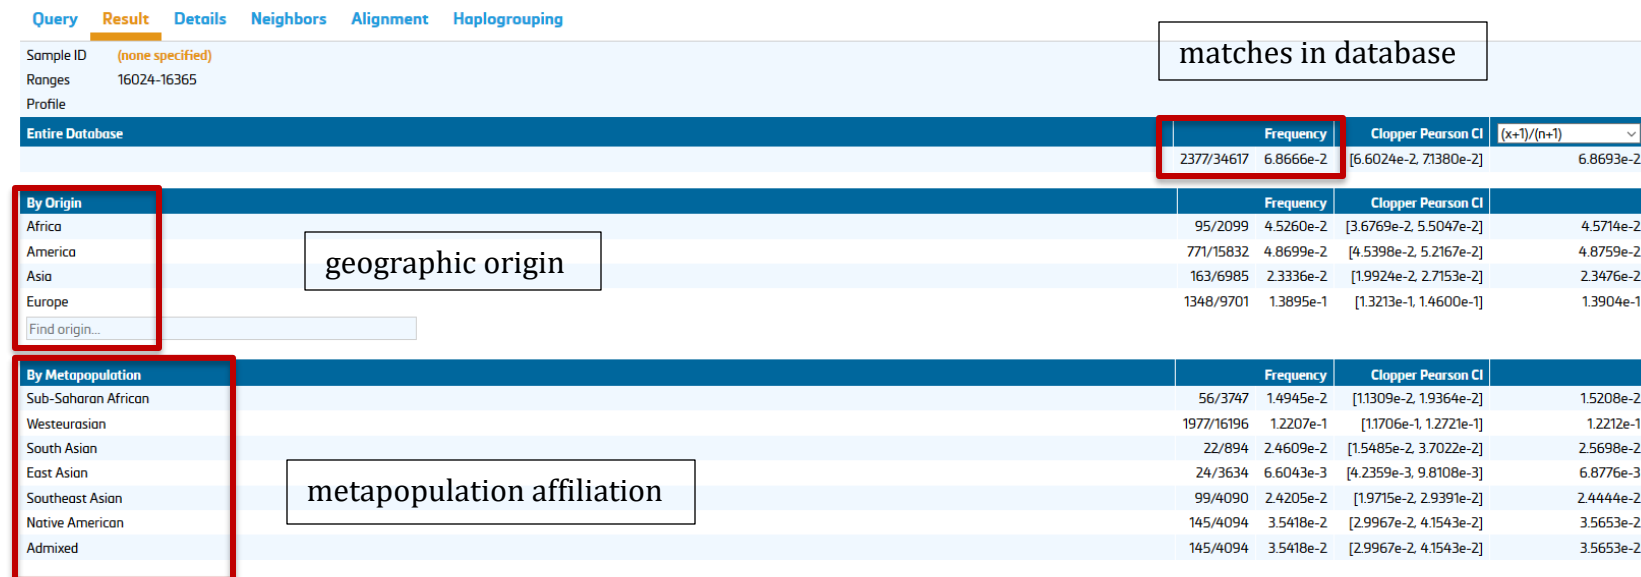 Query Result Details Neighbors Alignment Haplogrouping
Sample ID (none specified)
matches in database
Ranges 16024-16365
Profile
Entire Database Frequency Clopper Pearson CI (x+1)/(n+1)
2377/34617 6.8666e-2 [6.6024e-2, 7.1380e-2] 6.8693e-2
By Origin Frequency Clopper Pearson CI
Africa 95/2099 4.5260e-2 [3.6769e-2, 5.5047e-2] 4.5714e-2
America 771/15832 4.8699e-2 [4.5398e-2, 5.2167e-2] 4.8759e-2
geographic origin
Asia 163/6985 2.3336e-2 [1.9924e-2, 2.7153e-2] 2.3476e-2
Europe 1348/9701 1.3895e-1 [1.3213e-1, 1.4600e-1] 1.3904e-1
Find origin...
By Metapopulation Frequency Clopper Pearson CI
Sub-Saharan African 56/3747 1.4945e-2 [1.1309e-2, 1.9364e-2] 1.5208e-2
Westeurasian 1977/16196 1.2207e-1 [1.1706e-1, 1.2721e-1] 1.2212e-1
South Asian 22/894 2.4609e-2 [1.5485e-2, 3.7022e-2] 2.5698e-2
East Asian 24/3634 6.6043e-3 [4.2359e-3, 9.8108e-3] 6.8776e-3
metapopulation affiliation
Southeast Asian 99/4090 2.4205e-2 [1.9715e-2, 2.9391e-2] 2.4444e-2
Native American 145/4094 3.5418e-2 [2.9967e-2, 4.1543e-2] 3.5653e-2
Admixed 145/4094 3.5418e-2 [2.9967e-2, 4.1543e-2] 3.5653e-2